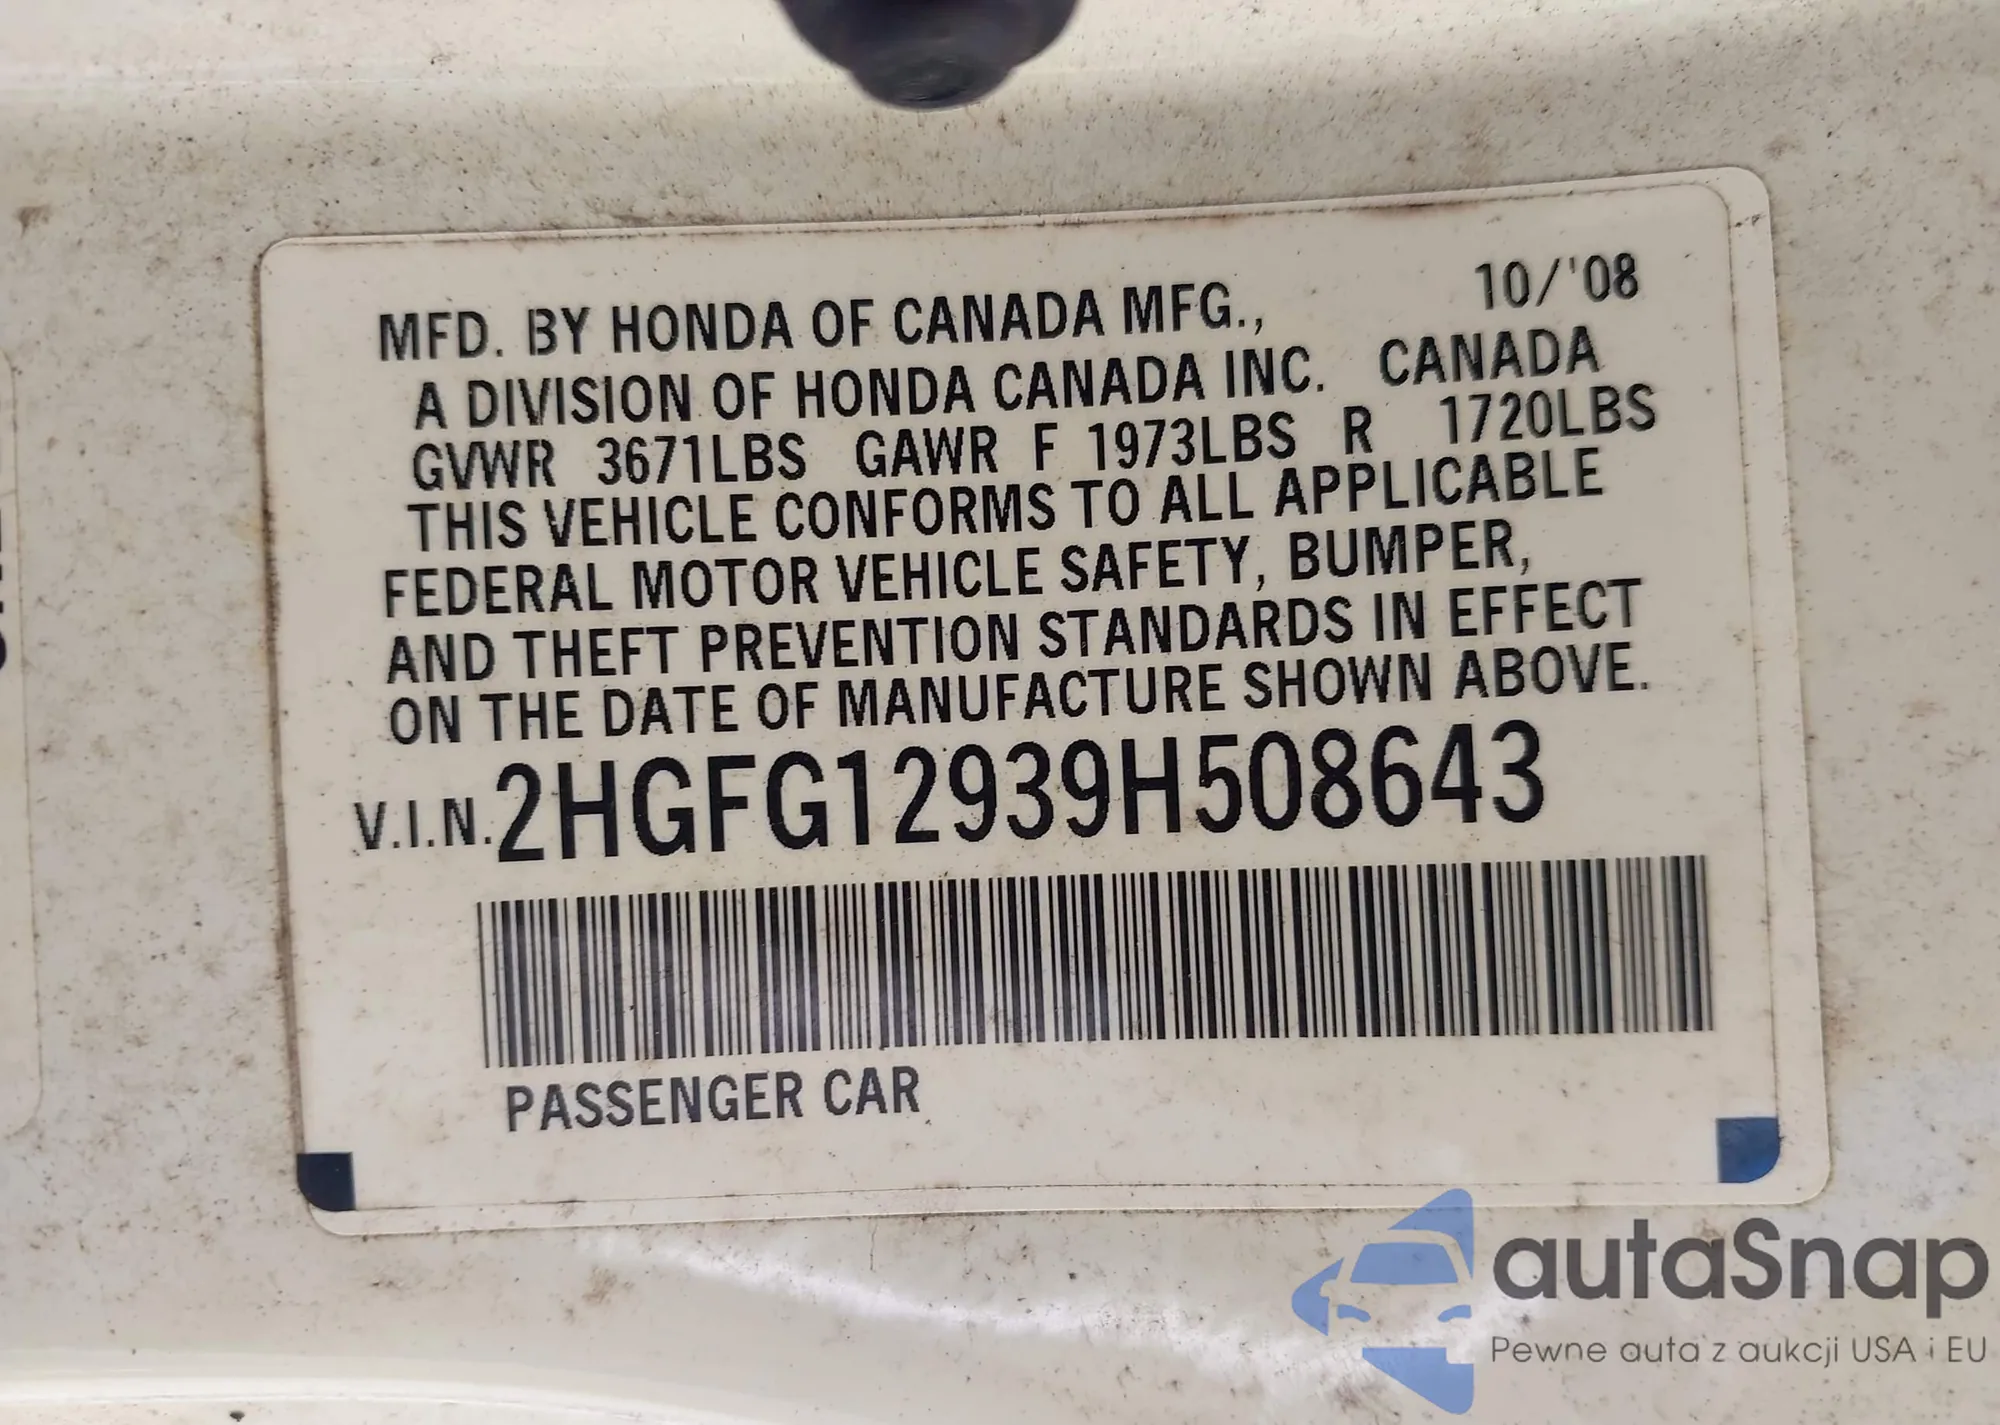 MFD. BY HONDA OF CANADA MFG., 10/'08
A DIVISION OF HONDA CANADA INC. CANADA
GVWR 3671LBS GAWR F 1973LBS R 1720LBS
THIS VEHICLE CONFORMS TO ALL APPLICABLE
FEDERAL MOTOR VEHICLE SAFETY, BUMPER,
AND THEFT PREVENTION STANDARDS IN EFFECT
ON THE DATE OF MANUFACTURE SHOWN ABOVE.
V.I.N. 2HGFG12939H508643
PASSENGER CAR
autaSnap
Pewne auta z aukcji USA i EU